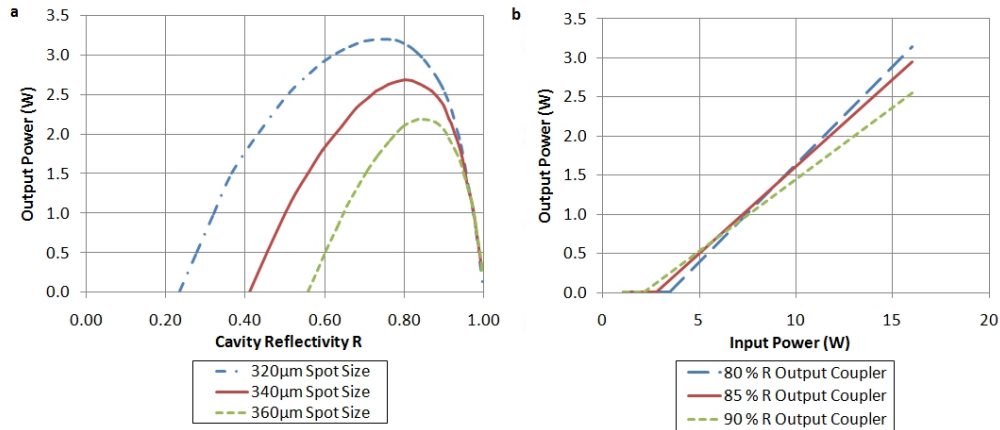 a
3.5
3.0
2.5
2.0
1.5
1.0
0.5
0.0
Output Power (W)
0.00 0.20 0.40 0.60 0.80 1.00
Cavity Reflectivity R
320µm Spot Size
340µm Spot Size
360µm Spot Size
b
3.5
3.0
2.5
2.0
1.5
1.0
0.5
0.0
Output Power (W)
0 5 10 15 20
Input Power (W)
80 % R Output Coupler
85 % R Output Coupler
90 % R Output Coupler